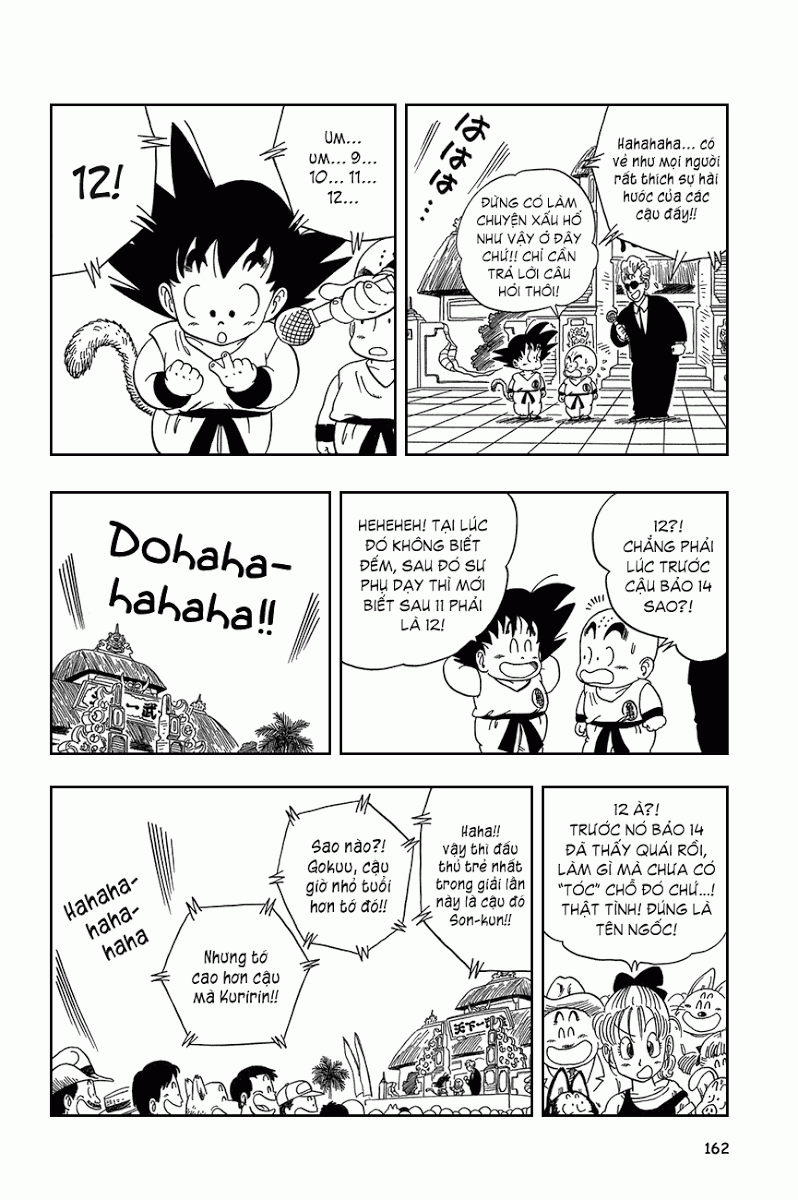 Hahahaha... có
vẻ như mọi người
rất thích sự hài
hước của các
cậu đấy!!
はははは...
ĐỪNG CÓ LÀM
CHUYỆN XẤU HỔ
NHƯ VẬY Ở ĐÂY
CHỨ!! CHỈ CẦN
TRẢ LỜI CÂU
HỎI THÔI!
Um...
um... 9...
10... 11...
12...
12!
12?!
CHẲNG PHẢI
LÚC TRƯỚC
CẬU BẢO 14
SAO?!
HEHEHEH! TẠI LÚC
ĐÓ KHÔNG BIẾT
ĐẾM, SAU ĐÓ SƯ
PHỤ DẠY THÌ MỚI
BIẾT SAU 11 PHẢI
LÀ 12!
Dohaha-
hahaha!!
武一
12 À?!
TRƯỚC NÓ BẢO 14
ĐÃ THẤY QUÁI RỒI,
LÀM GÌ MÀ CHƯA CÓ
“TÓC” CHỖ ĐÓ CHỨ...!
THẬT TÌNH! ĐÚNG LÀ
TÊN NGỐC!
Haha!!
vậy thì đấu
thủ trẻ nhất
trong giải lần
này là cậu đó
Son-kun!!
Sao nào?!
Gokuu, cậu
giờ nhỏ tuổi
hơn tớ đó!!
Nhưng tớ
cao hơn cậu
mà Kuririn!!
Hahaha-
haha-
haha
天下一武
162